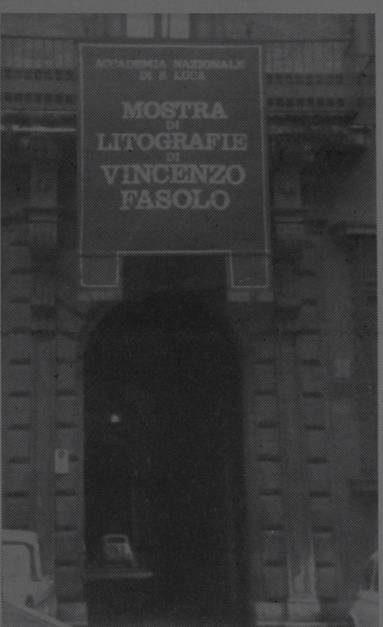 ACCADEMIA NAZIONALE
DI S LUCA
MOSTRA
DI
LITOGRAFIE
DI
VINCENZO
FASOLO